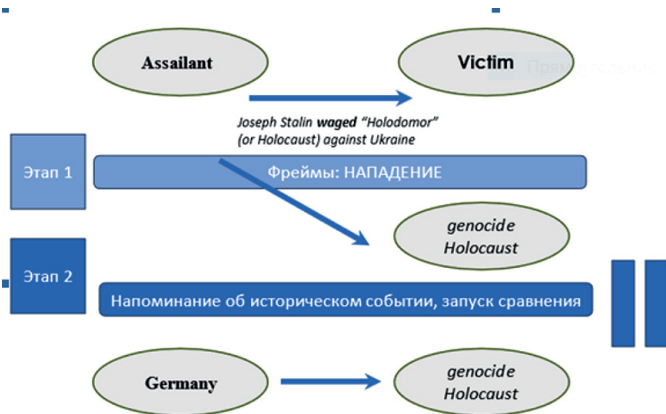 Assailant
Victim
Joseph Stalin waged “Holodomor”
(or Holocaust) against Ukraine
Этап 1
Фреймы: НАПАДЕНИЕ
genocide
Holocaust
Этап 2
Напоминание об историческом событии, запуск сравнения
Germany
genocide
Holocaust